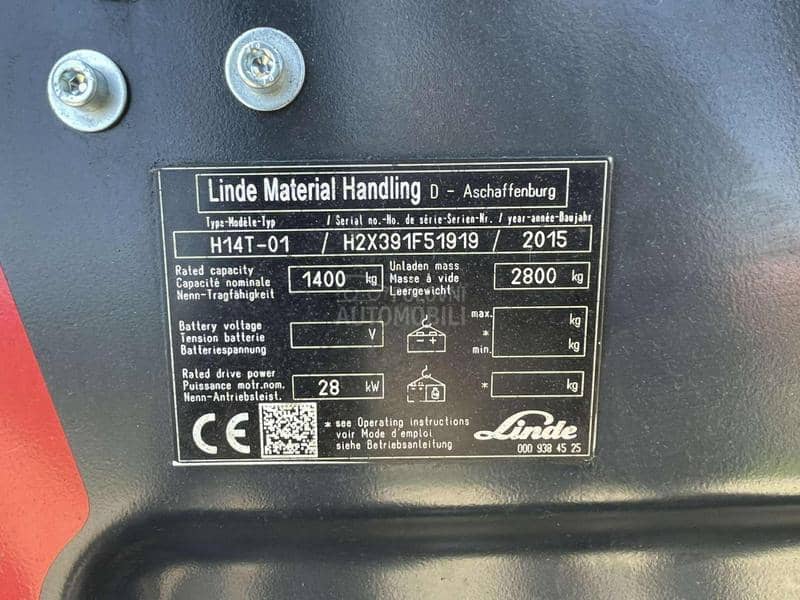 Linde Material Handling D - Aschaffenburg
Type-Modèle-Typ / Serial no.-No. de série-Serien-Nr. / year-année-Baujahr
H14T-01 / H2X391F51919 / 2015
Rated capacity
Capacité nominale
Nenn-Tragfähigkeit
1400 kg
Unladen mass
Masse à vide
Leergewicht
2800 kg
Battery voltage
Tension batterie
Batteriespannung
V
- +
max.
*
min.
kg
kg
Rated drive power
Puissance motr.nom.
Nenn-Antriebsleist.
28 kW
* kg
CE
* see Operating instructions
voir Mode d'emploi
siehe Betriebsanleitung
Linde
000 938 45 25
AUTOMOBILI